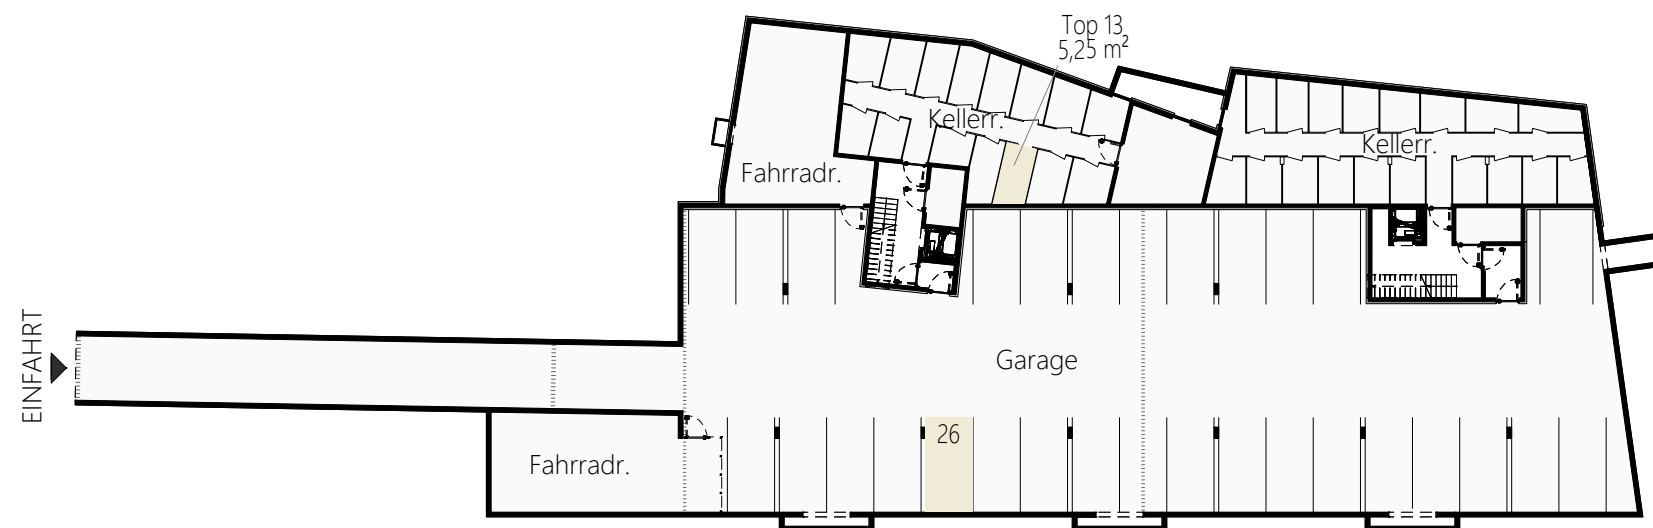 Top 13
5,25 m²
Kellerr.
Kellerr.
Fahrradr.
EINFAHRT
Garage
26
Fahrradr.